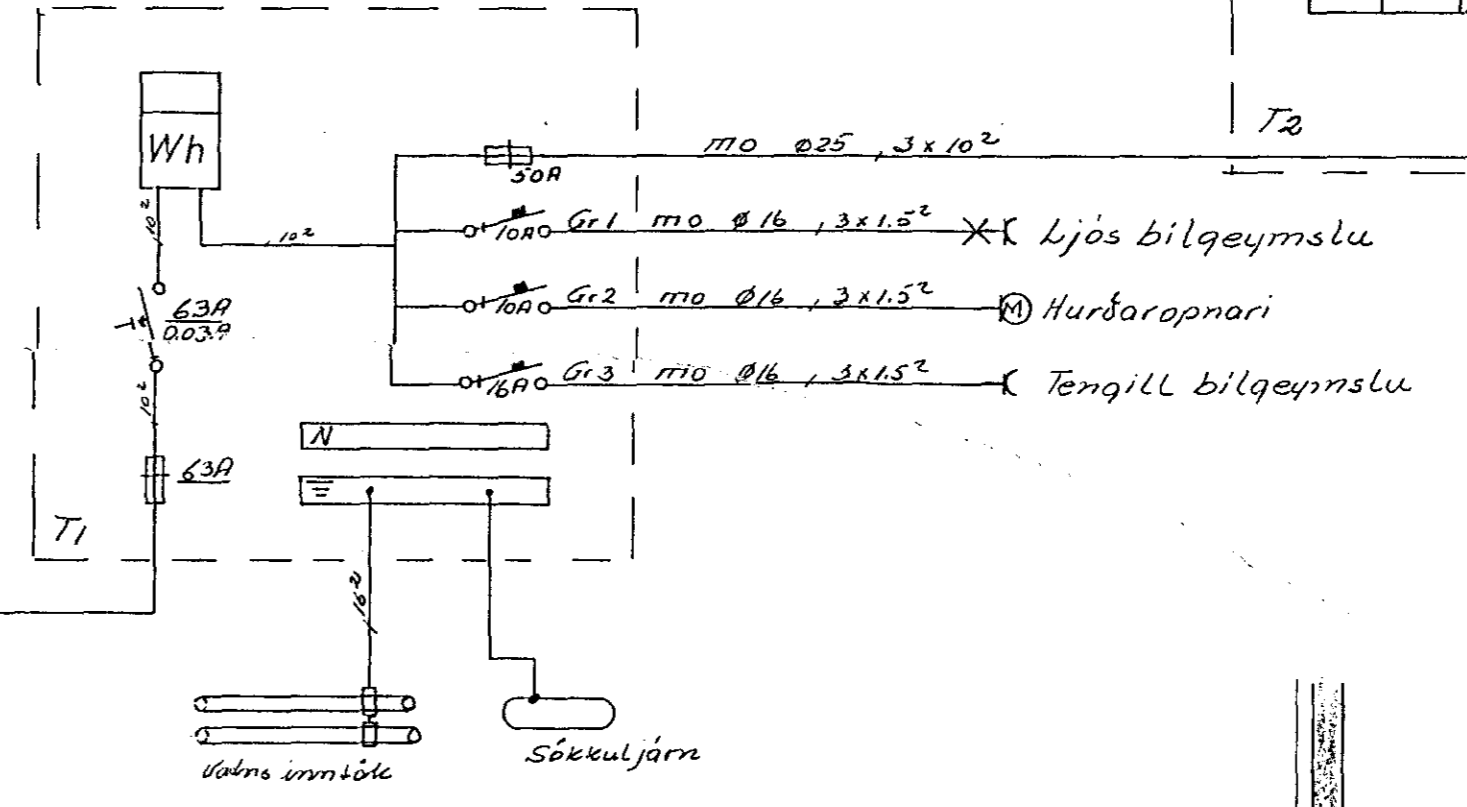 T2
Wh
50A
mo ø25 , 3 x 10²
10A Gr1 mo ø16 , 3x1.5² Ljós bílgeymslu
10²
10²
10A Gr2 mo ø16 , 3x1.5² M Hurðaropnari
63A
0.03A
16A Gr3 mo ø16 , 3x1.5² Tengill bílgeymslu
10²
N
63A
T1
16²
Vatns inntök
Sökkuljárn